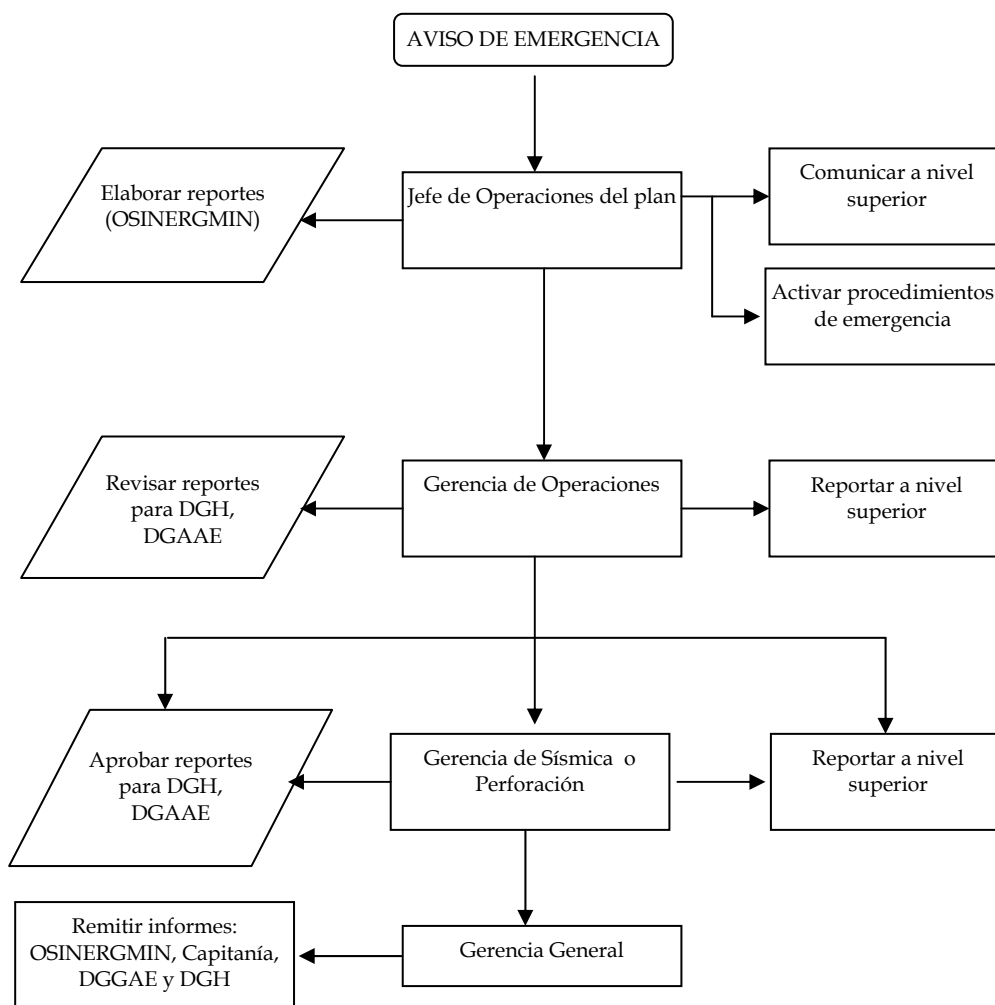 AVISO DE EMERGENCIA
Elaborar reportes
(OSINERGMIN)
Jefe de Operaciones del plan
Comunicar a nivel
superior
Activar procedimientos
de emergencia
Revisar reportes
para DGH,
DGAAE
Gerencia de Operaciones
Reportar a nivel
superior
Aprobar reportes
para DGH,
DGAAE
Gerencia de Sísmica o
Perforación
Reportar a nivel
superior
Remitir informes:
OSINERGMIN, Capitanía,
DGGAE y DGH
Gerencia General